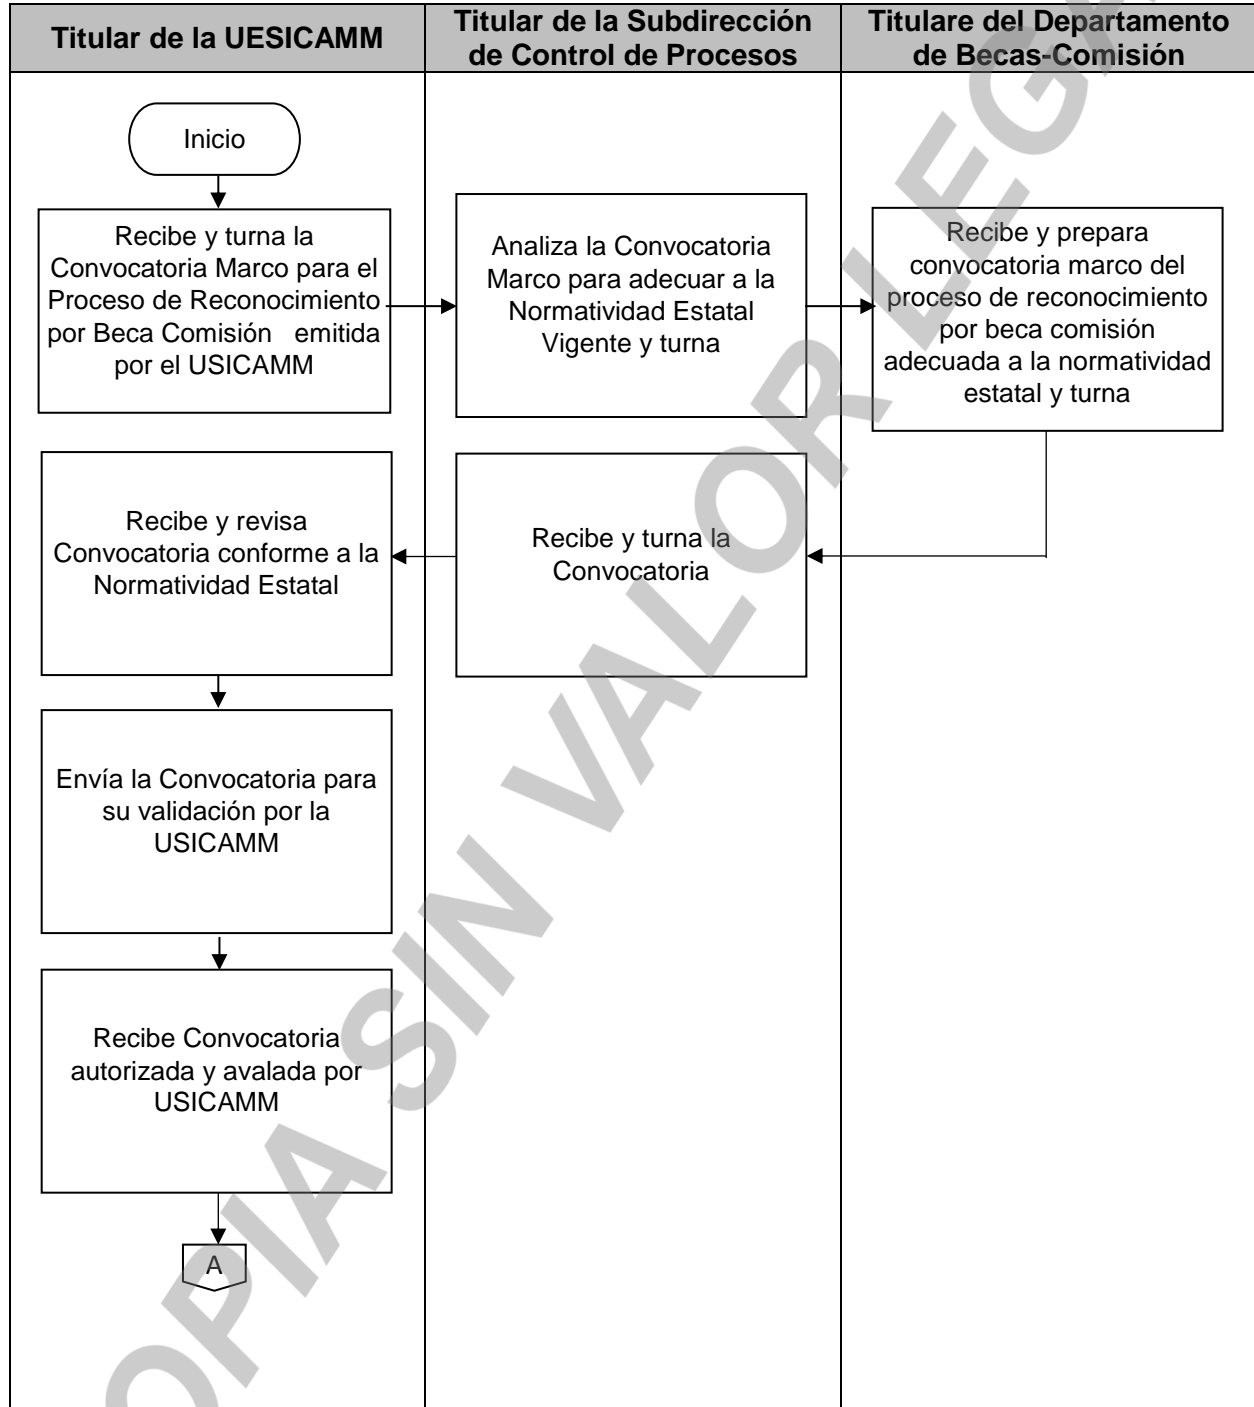 Titular de la UESICAMM
Titular de la Subdirección
de Control de Procesos
Titulare del Departamento
de Becas-Comisión
Inicio
Recibe y turna la
Convocatoria Marco para el
Proceso de Reconocimiento
por Beca Comisión emitida
por el USICAMM
Analiza la Convocatoria
Marco para adecuar a la
Normatividad Estatal
Vigente y turna
Recibe y prepara
convocatoria marco del
proceso de reconocimiento
por beca comisión
adecuada a la normatividad
estatal y turna
Recibe y revisa
Convocatoria conforme a la
Normatividad Estatal
Recibe y turna la
Convocatoria
Envía la Convocatoria para
su validación por la
USICAMM
Recibe Convocatoria
autorizada y avalada por
USICAMM
A
OPIA SIN VALOR LEGA